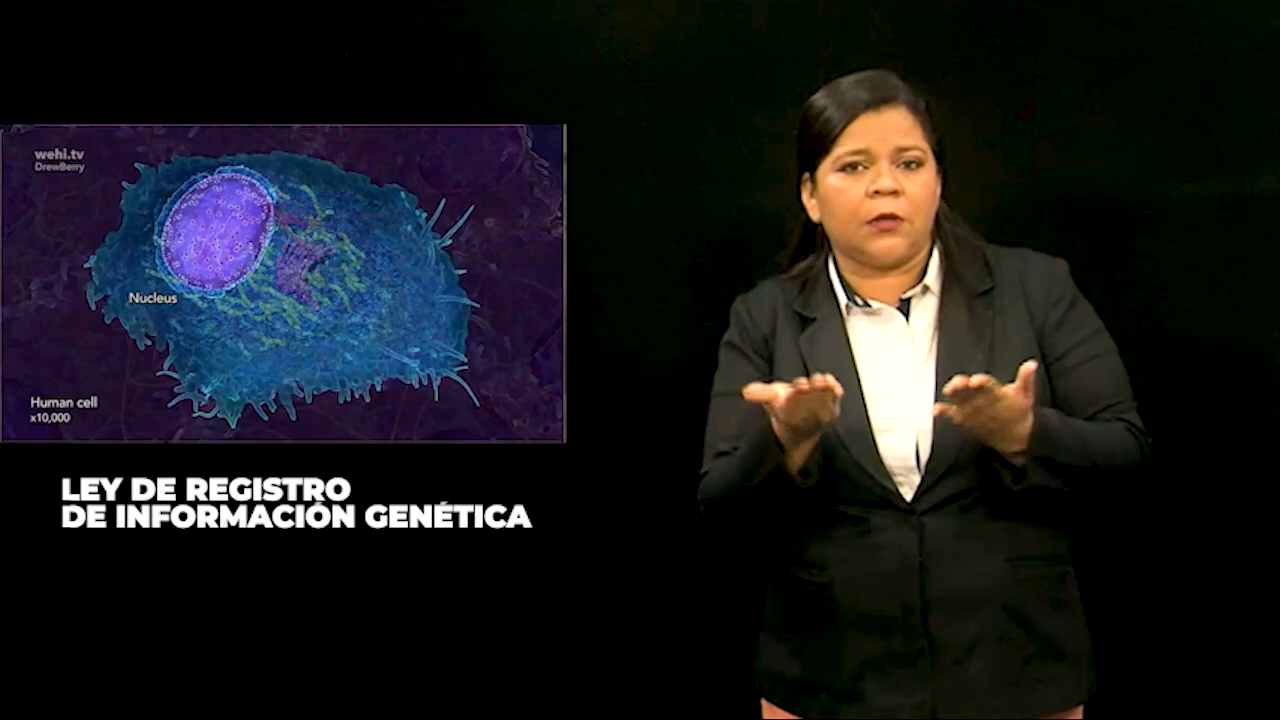 wehi.tv
DrewBerry
Nucleus
Human cell
x10,000
LEY DE REGISTRO
DE INFORMACIÓN GENÉTICA